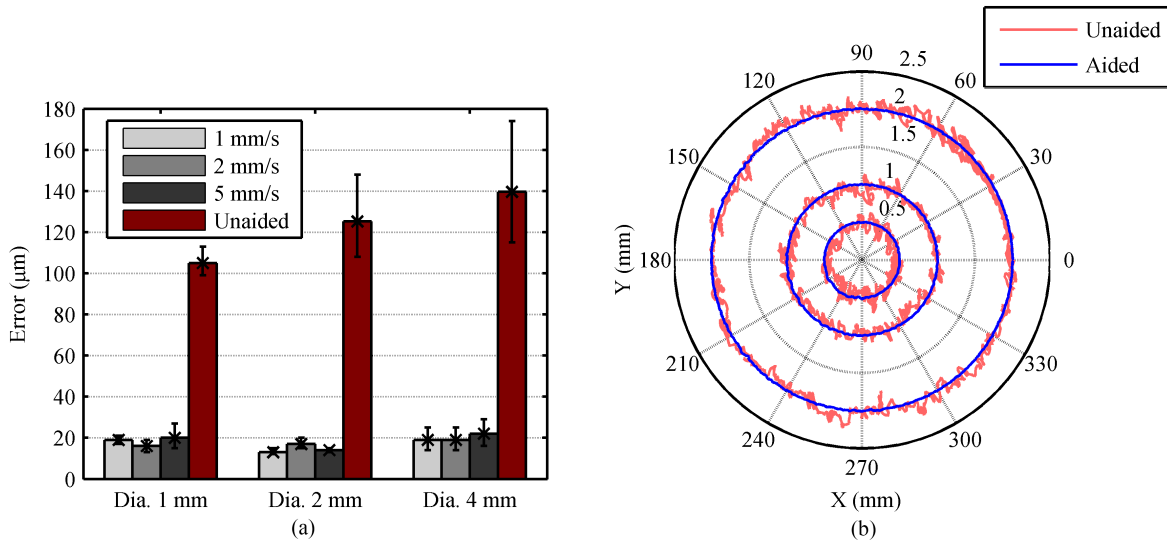 180
160
140
120
100
80
60
40
20
0
Error (μm)
1 mm/s
2 mm/s
5 mm/s
Unaided
Dia. 1 mm
Dia. 2 mm
Dia. 4 mm
(a)
Unaided
Aided
90
2.5
120
60
2
150
1.5
30
1
0.5
180
0
Y (mm)
210
330
240
300
270
X (mm)
(b)